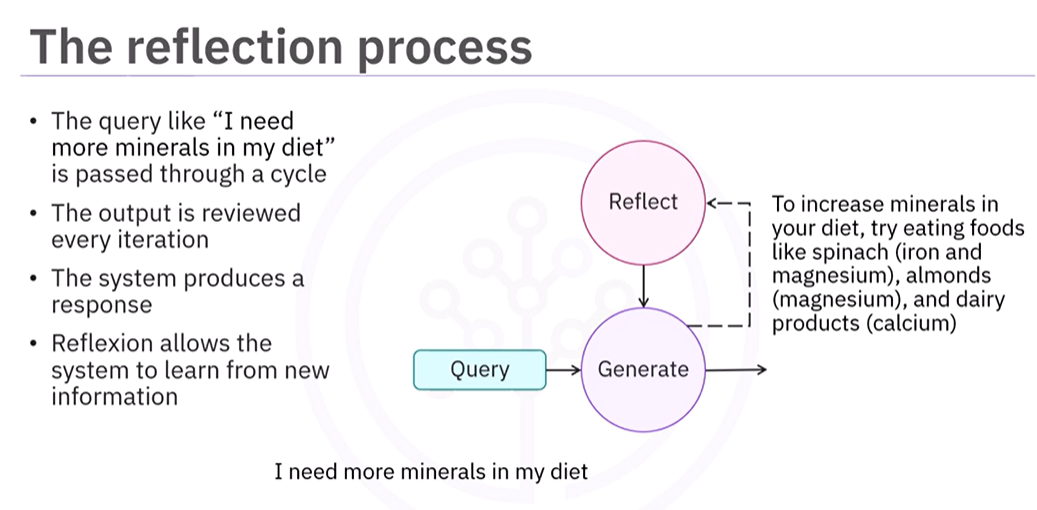 The reflection process
• The query like “I need
more minerals in my diet”
is passed through a cycle
• The output is reviewed
every iteration
• The system produces a
response
• Reflexion allows the
system to learn from new
information
Reflect
To increase minerals in
your diet, try eating foods
like spinach (iron and
magnesium), almonds
(magnesium), and dairy
products (calcium)
Query
Generate
I need more minerals in my diet